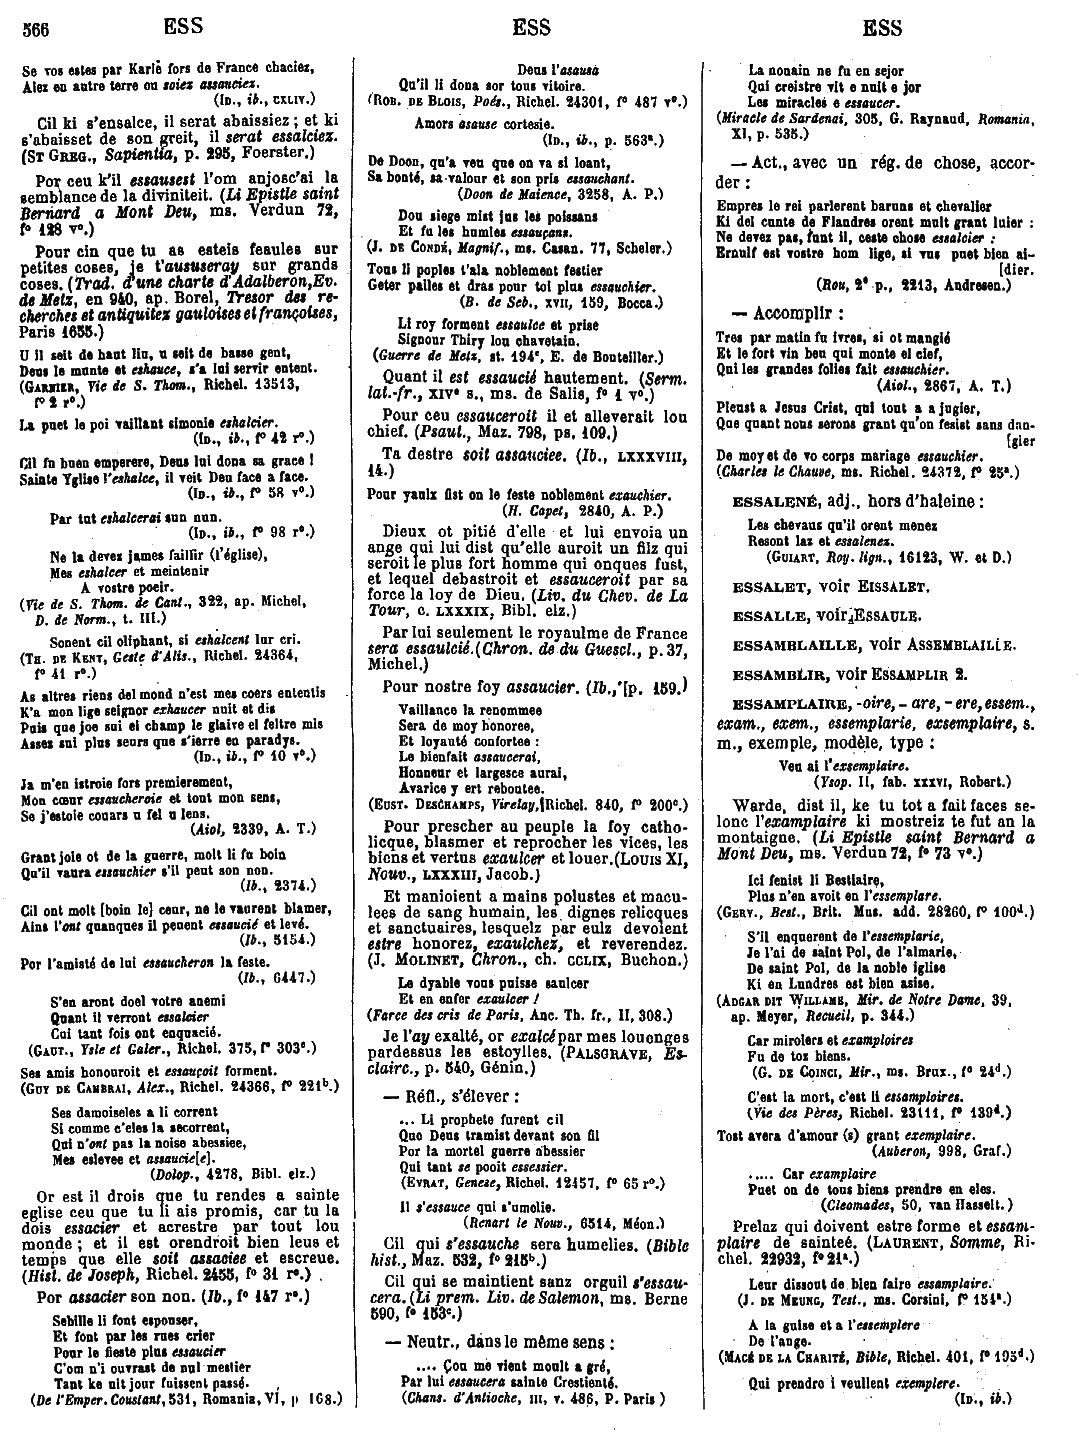 566 ESS ESS ESS
Se vos estes par Karle fors de France chaciez,
Alez en autre terre ou soiez assauciez.
(ID., ib., CXLIV.)
Cil ki s'ensalce, il serat abaissiez ; et ki
s'abaisset de son greit, il serat essalciez.
(ST GREG., Sapientia, p. 295, Foerster.)
Por ceu k'il essausest l'om anjosc'ai la
semblance de la diviniteit. (Li Epistle saint
Bernard a Mont Deu, ms. Verdun 72,
f° 128 v°.)
Pour cin que tu as esteis feaules sur
petites coses, je t'aususeray sur grands
coses. (Trad. d'une charte d'Adalberon, Ev.
de Metz, en 940, ap. Borel, Tresor des re-
cherches et antiquitez gauloises et françoises,
Paris 1655.)
U il seit de haut liu, u seit de basse gent,
Deus le munte et eshauce, s'a lui servir entent.
(GARNIER, Vie de S. Thom., Richel. 13513,
f° 2 r°.)
La puet le poi vaillant simonie eshalcier.
(ID., ib., f° 42 r°.)
Cil fu buen emperere, Deus lui dona sa grace !
Sainte Yglise l'eshalce, il veit Deu face a face.
(ID., ib., f° 58 v°.)
Par tut eshalcerai sun nun.
(ID., ib., f° 98 r°.)
Ne la devez james faillir (l'église),
Mes eshalcer et meintenir
A vostre poeir.
(Vie de S. Thom. de Cant., 322, ap. Michel,
D. de Norm., t. III.)
Sonent cil oliphant, si eshalcent lur cri.
(TH. DE KENT, Geste d'Alis., Richel. 24364,
f° 41 r°.)
As altres riens del mond n'est mes coers ententis
K'a mon lige seignor exhaucer nuit et dis
Puis que joe sui el champ le glaive el feltre mis
Asses sui plus seurs que s'ierre en paradys.
(ID., ib., f° 10 v°.)
Ja m'en istroie fors premierement,
Mon cœur essaucheroie et tout mon sens,
Se j'estoie couars u fel u lens.
(Aiol, 2339, A. T.)
Grant joie ot de la guerre, molt li fu boin
Qu'il vaura essauchier s'il peut son non.
(Ib., 2374.)
Cil ont molt [boin le] ceur, ne le vaurent blamer,
Ains l'ont quanques il peuent essaucié et levé.
(Ib., 5154.)
Por l'amisté de lui essaucheron la feste.
(Ib., 6447.)
S'en aront doel vostre anemi
Quant il verront essalcier
Cui tant fois ont enquacié.
(GAUT., Ysle et Galer., Richel. 375, f° 303°.)
Ses amis honouroit et essauçoit forment.
(GUY DE CAMBRAI, Alex., Richel. 24366, f° 221b.)
Ses damoiseles a li corrent
Si comme c'eles la secorrent,
Qui n'ont pas la noise abessiee,
Mes eslevee et assaucie[e].
(Dolop., 4278, Bibl. elz.)
Or est il drois que tu rendes a sainte
eglise ceu que tu li ais promis, car tu la
dois essacier et acrestre par tout lou
monde ; et il est orendroit bien leus et
temps que elle soit assaciee et escreue.
(Hist. de Joseph, Richel. 2455, f° 31 r°.)
Por assacier son non. (Ib., f° 147 r°.)
Sebille li font esponser,
Et font par les rues crier
Pour le fieste plus essaucier
C'om n'i ouvrast de nul mestier
Tant ke nit jour fuissent passé.
(De l'Emper. Coustant, 531, Romania, VI, p 168.)
Deus l'asausa
Qu'il li dona sor tous vitoire.
(ROB. DE BLOIS, Poés., Richel. 24301, f° 487 v°.)
Amors asause cortesie.
(ID., ib., p. 563a.)
De Doon, qu'a veu que on va si loant,
Sa bonté, sa valour et son pris essauchant.
(Doon de Maience, 3258, A. P.)
Dou siege mist jus les poissans
Et fu les humles essauçans.
(J. DE CONDÉ, Magnif., ms. Casan. 77, Scheler.)
Tous li poples t'ala noblement festier
Geter palles et dras pour toi plus essauchier.
(B. de Seb., XVII, 159, Bocca.)
Li roy forment essaulce et prise
Signour Thiry lou chavetain.
(Guerre de Metz, st. 194e, E. de Bouteiller.)
Quant il est essaucié hautement. (Serm.
lat.-fr., XIVe s., ms. de Salis, f° 1 v°.)
Pour ceu essauceroit il et alleverait lou
chief. (Psaut., Maz. 798, ps. 109.)
Ta destre soit assauciee. (Ib., LXXXVIII,
14.)
Pour yaulx fist on le feste noblement exauchier.
(H. Capet, 2840, A. P.)
Dieux ot pitié d'elle et lui envoia un
ange qui lui dist qu'elle auroit un filz qui
seroit le plus fort homme qui onques fust,
et lequel debastroit et essauceroit par sa
force la loy de Dieu. (Liv. du Chev. de La
Tour, c. LXXXIX, Bibl. elz.)
Par lui seulement le royaulme de France
sera essaulcié. (Chron. de du Guescl., p. 37,
Michel.)
Pour nostre foy assaucier. (Ib., [p. 159.)
Vaillance la renommee
Sera de moy honoree,
Et loyauté confortee :
Le bienfait assaucerai,
Honneur et largesce aurai,
Avarice y ert reboutee.
(EUST. DESCHAMPS, Virelay, Richel. 840, f° 200c.)
Pour prescher au peuple la foy catho-
licque, blasmer et reprocher les vices, les
biens et vertus exaulcer et louer. (LOUIS XI,
Nouv., LXXXIII, Jacob.)
Et manioient a mains polustes et macu-
lees de sang humain, les dignes relicques
et sanctuaires, lesquelz par eulz devoient
estre honorez, exaulchez, et reverendez.
(J. MOLINET, Chron., ch. CCLIX, Buchon.)
Le dyable vous puisse saulcer
Et en enfer exaulcer !
(Farce des cris de Paris, Anc. Th. fr., II, 308.)
Je l'ay exalté, or exalcé par mes louenges
pardessus les estoylles. (PALSGRAVE, Es-
clairc., p. 540, Génin.)
— Réfl., s'élever :
... Li prophete furent cil
Que Deus tramist devant son fil
Por la mortel guerre abessier
Qui tant se pooit essessier.
(EVRAT, Genese, Richel. 12457, f° 65 r°.)
Il s'essauce qui s'umolie.
(Renart le Nouv., 6514, Méon.)
Cil qui s'essauche sera humelies. (Bible
hist., Maz. 532, f° 215b.)
Cil qui se maintient sanz orguil s'essau-
cera. (Li prem. Liv. de Salemon, ms. Berne
590, f° 153c.)
— Neutr., dans le même sens :
.... Çou me vient moult a gré,
Par lui essaucera sainte Crestienté.
(Chans. d'Antioche, III, v. 486, P. Paris)
La nonain ne fu en sejor
Qui creistre vit e nuit e jor
Les miracles e essaucer.
(Miracle de Sardenai, 305, G. Raynaud, Romania,
XI, p. 535.)
— Act., avec un rég. de chose, accor-
der :
Empres le rei parlerent baruns et chevalier
Ki del cunte de Flandres orent mult grant luier :
Ne devez pas, funt il, ceste chose essalcier :
Ernulf est vostre hom lige, si vus puet bien ai-
[dier.
(Rou, 2e p., 2213, Andresen.)
— Accomplir :
Tres par matin fu ivres, si ot mangié
Et le fort vin beu qui monte el cief,
Qui les grandes folies fait essauchier.
(Aiol., 2867, A. T.)
Pleust a Jesus Crist, qui tout a a jugier,
Que quant nous serons grant qu'on fesist sans dan-
[gier
De moy et de vo corps mariage essauchier.
(Charles le Chauve, ms. Richel. 24372, f° 25a.)
ESSALENÉ, adj., hors d'haleine :
Les chevaus qu'il orent menez
Resont laz et essalenez.
(GUIART, Roy. lign., 16123, W. et D.)
ESSALET, voir EISSALET.
ESSALLE, voir ESSAULE.
ESSAMBLAILLE, voir ASSEMBLAILLE.
ESSAMBLIR, voir ESSAMPLIR 2.
ESSAMPLAIRE, -oire, - are, - ere, essem.,
exam., exem., essemplarie, exsemplaire, s.
m., exemple, modèle, type :
Veu ai l'exsemplaire.
(Ysop. II, fab. XXXVI, Robert.)
Warde, dist il, ke tu tot a fait faces se-
lonc l'examplaire ki mostreiz te fut an la
montaigne. (Li Epistle saint Bernard a
Mont Deu, ms. Verdun 72, f° 73 v°.)
Ici fenist li Bestiaire,
Plus n'en avoit en l'essemplare.
(GERV., Best., Brit. Mus. add. 28260, f° 100d.)
S'il enquerent de l'essemplarie,
Je l'ai de saint Pol, de l'almarie,
De saint Pol, de la noble iglise
Ki en Lundres est bien asise.
(ADGAR DIT WILLAME, Mir. de Notre Dame, 39,
ap. Meyer, Recueil, p. 344.)
Car miroiers et examploires
Fu de toz biens.
(G. DE COINCI, Mir., ms. Brux., f° 24d.)
C'est la mort, c'est li essamploires.
(Vie des Pères, Richel. 23111, f° 139d.)
Tost avera d'amour (s) grant exemplaire.
(Auberon, 998, Graf.)
..... Car examplaire
Puet on de tous biens prendre en eles.
(Cleomades, 50, van Hasselt.)
Prelaz qui doivent estre forme et essam-
plaire de sainteé. (LAURENT, Somme, Ri-
chel. 22932, f° 21a.)
Leur dissout de bien faire essamplaire.
(J. DE MEUNG, Test., ms. Corsini, f° 151a.)
A la guise et a l'essemplere
De l'ange.
(MACÉ DE LA CHARITÉ, Bible, Richel. 401, f° 195d.)
Qui prendre i veullent exemplere.
(ID., ib.)